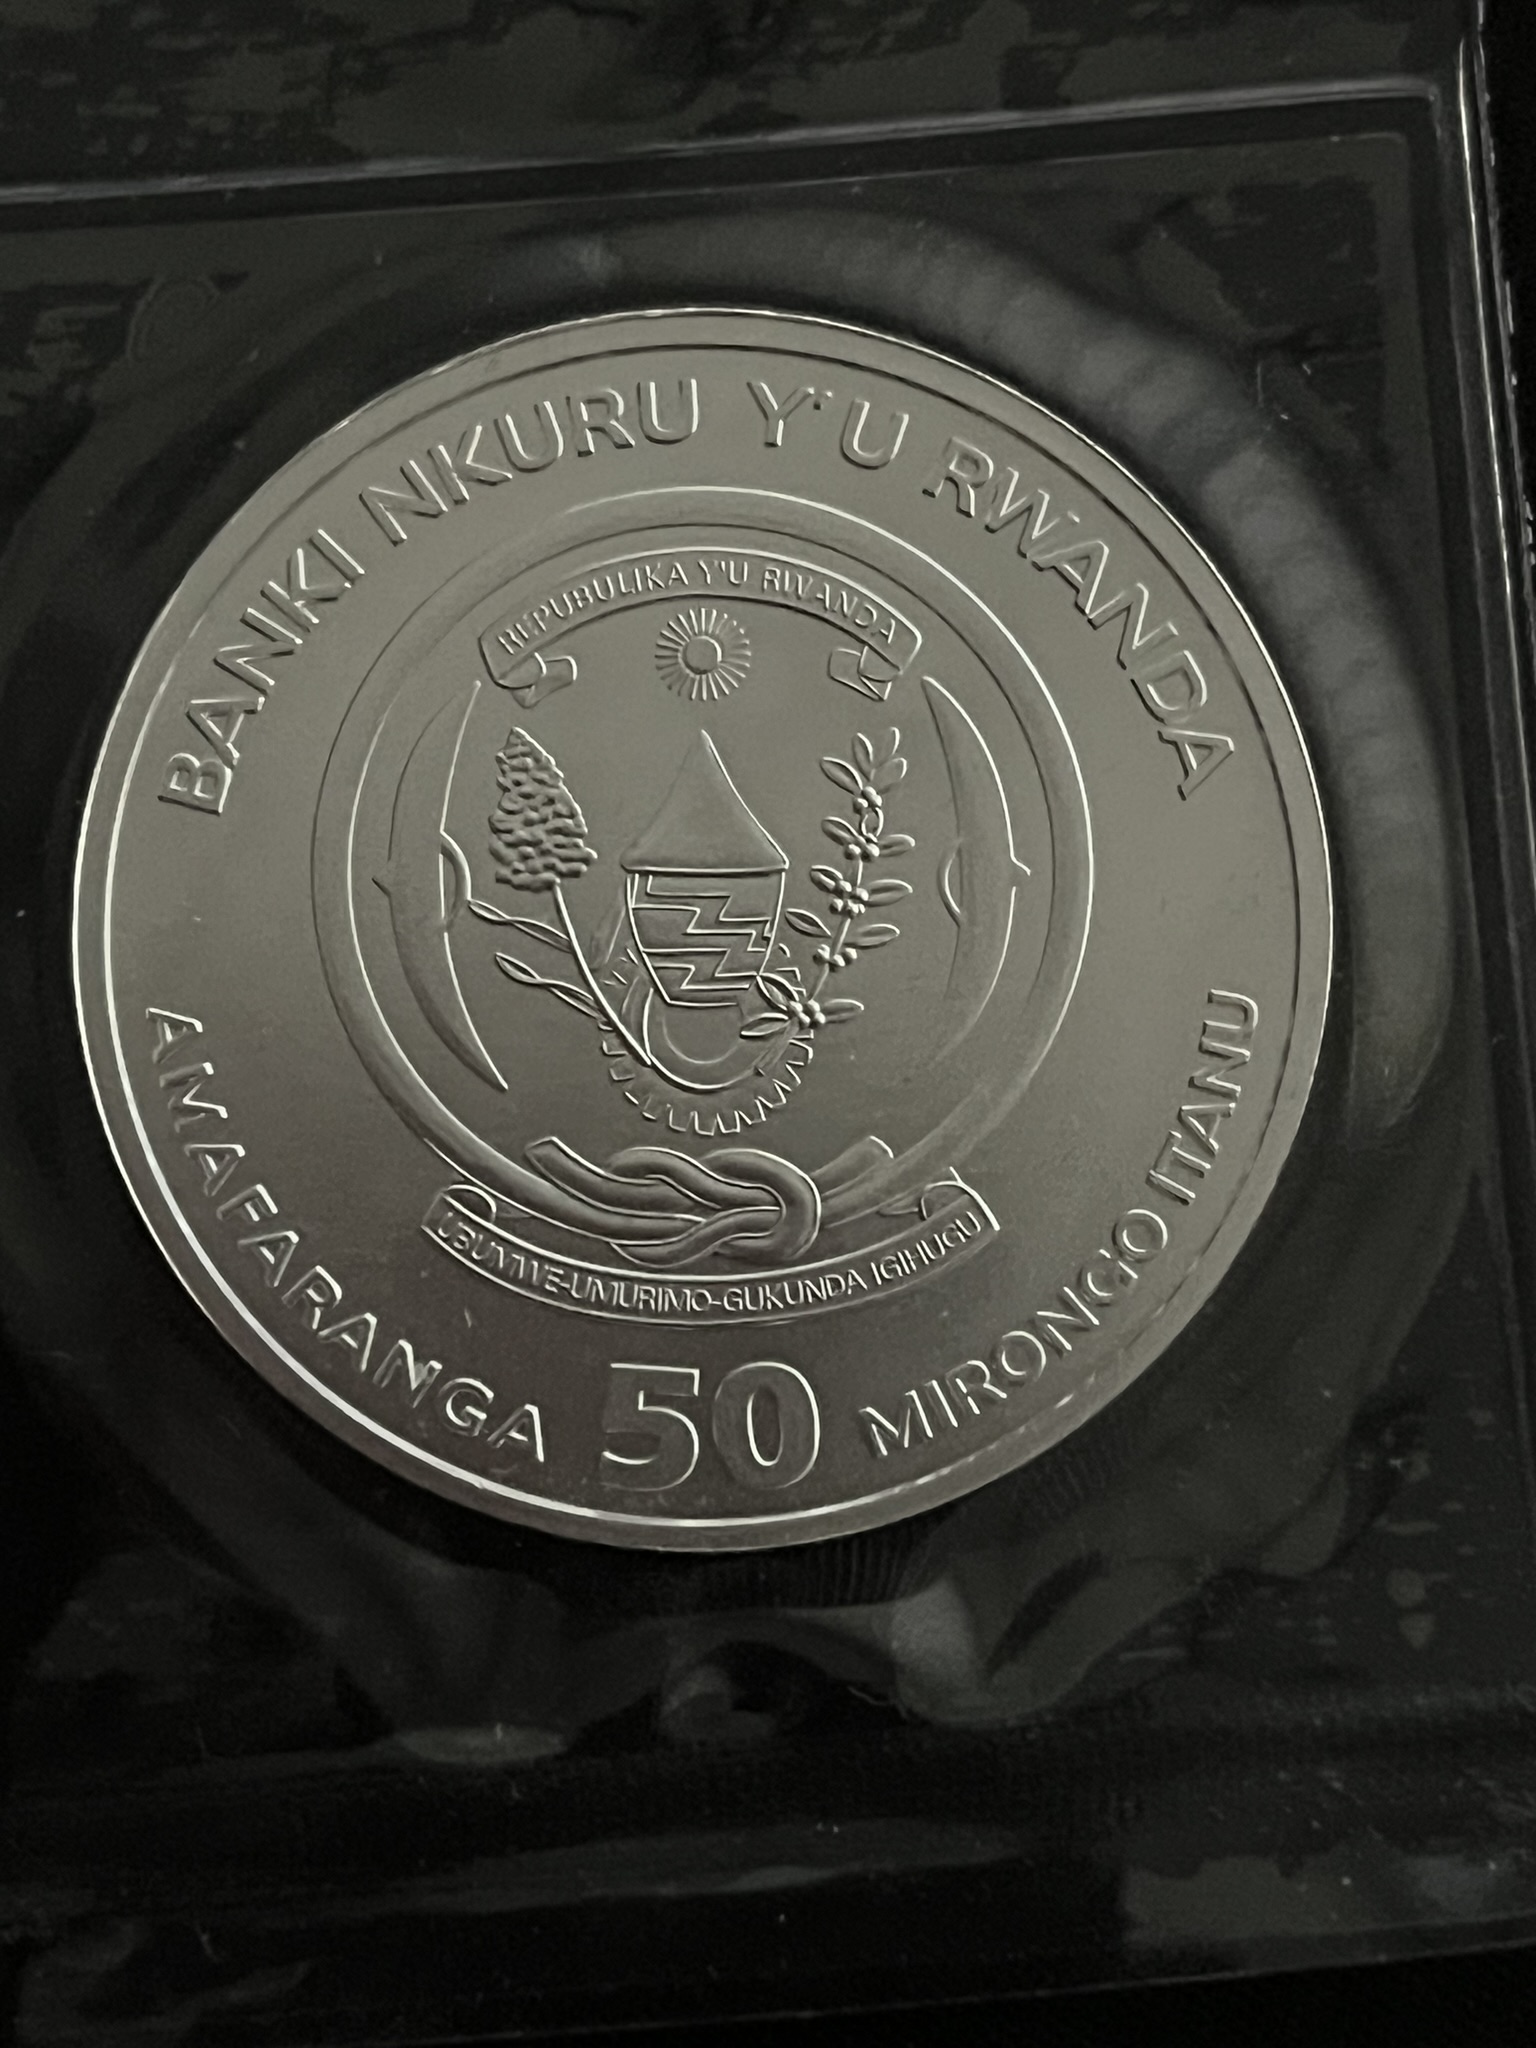 BANKI NKURU Y'U RWANDA
REPUBULIKA Y'U RWANDA
UBUMWE-UMURIMO-GUKUNDA IGIHUGU
AMAFARANGA 50 MIRONGO ITANU